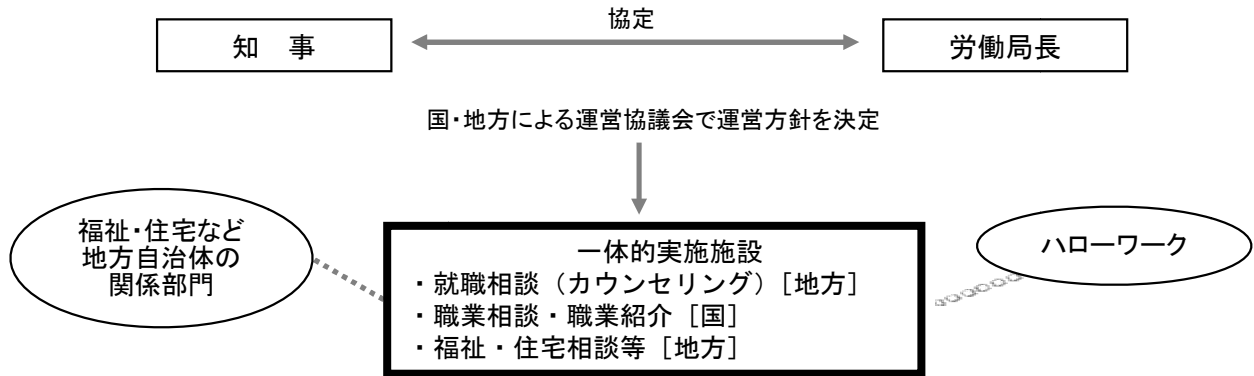 協定
知　事
労働局長
国・地方による運営協議会で運営方針を決定
福祉・住宅など
地方自治体の
関係部門
一体的実施施設
・就職相談（カウンセリング）［地方］
・職業相談・職業紹介［国］
・福祉・住宅相談等［地方］
ハローワーク